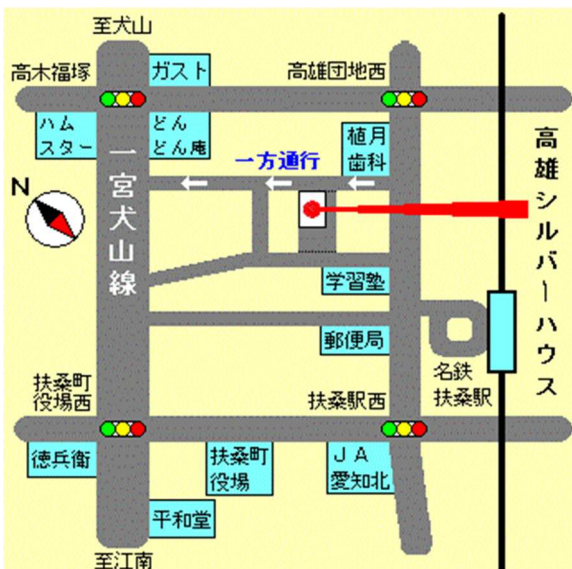 至犬山
高木福塚
ガスト
高雄団地西
ハム
スター
どん
どん庵
植月
歯科
一方通行
N
一宮犬山線
高雄シルバーハウス
学習塾
郵便局
名鉄
扶桑駅
扶桑町
役場西
扶桑駅西
徳兵衛
扶桑町
役場
JA
愛知北
平和堂
至江南